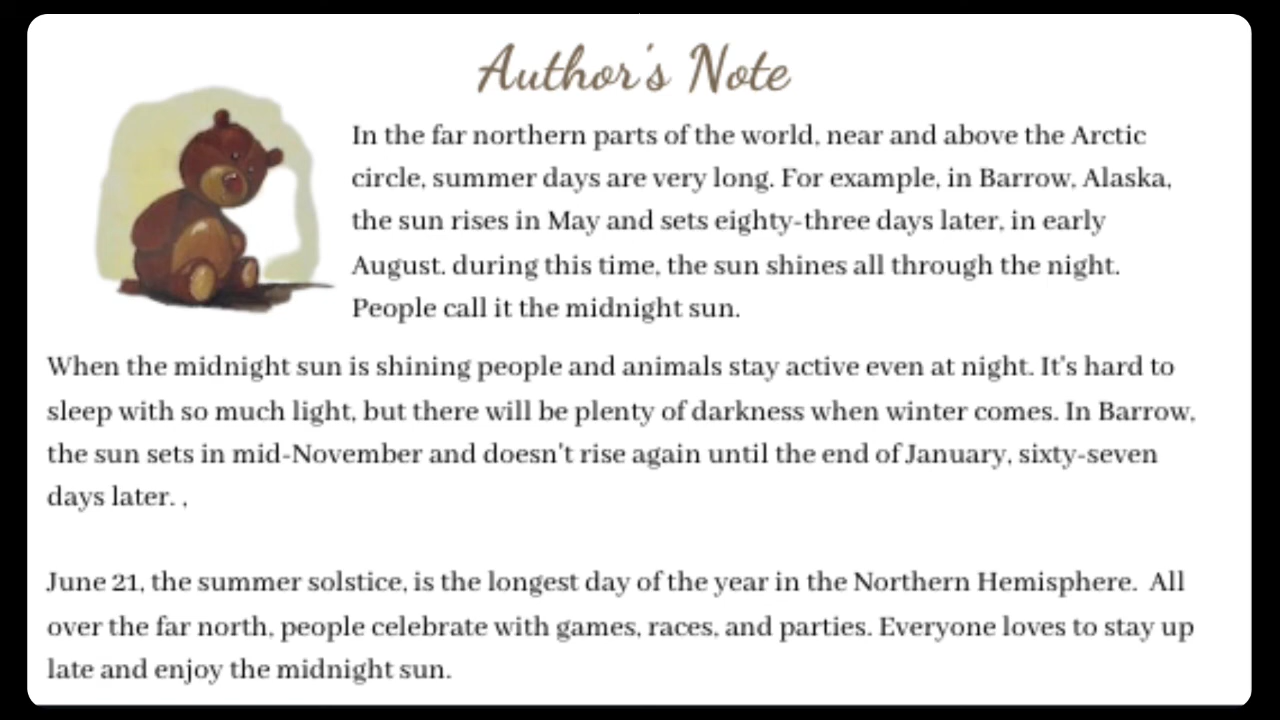 Author's Note
In the far northern parts of the world, near and above the Arctic
circle, summer days are very long. For example, in Barrow, Alaska,
the sun rises in May and sets eighty-three days later, in early
August. during this time, the sun shines all through the night.
People call it the midnight sun.
When the midnight sun is shining people and animals stay active even at night. It's hard to
sleep with so much light, but there will be plenty of darkness when winter comes. In Barrow,
the sun sets in mid-November and doesn't rise again until the end of January, sixty-seven
days later. ,
June 21, the summer solstice, is the longest day of the year in the Northern Hemisphere.  All
over the far north, people celebrate with games, races, and parties. Everyone loves to stay up
late and enjoy the midnight sun.